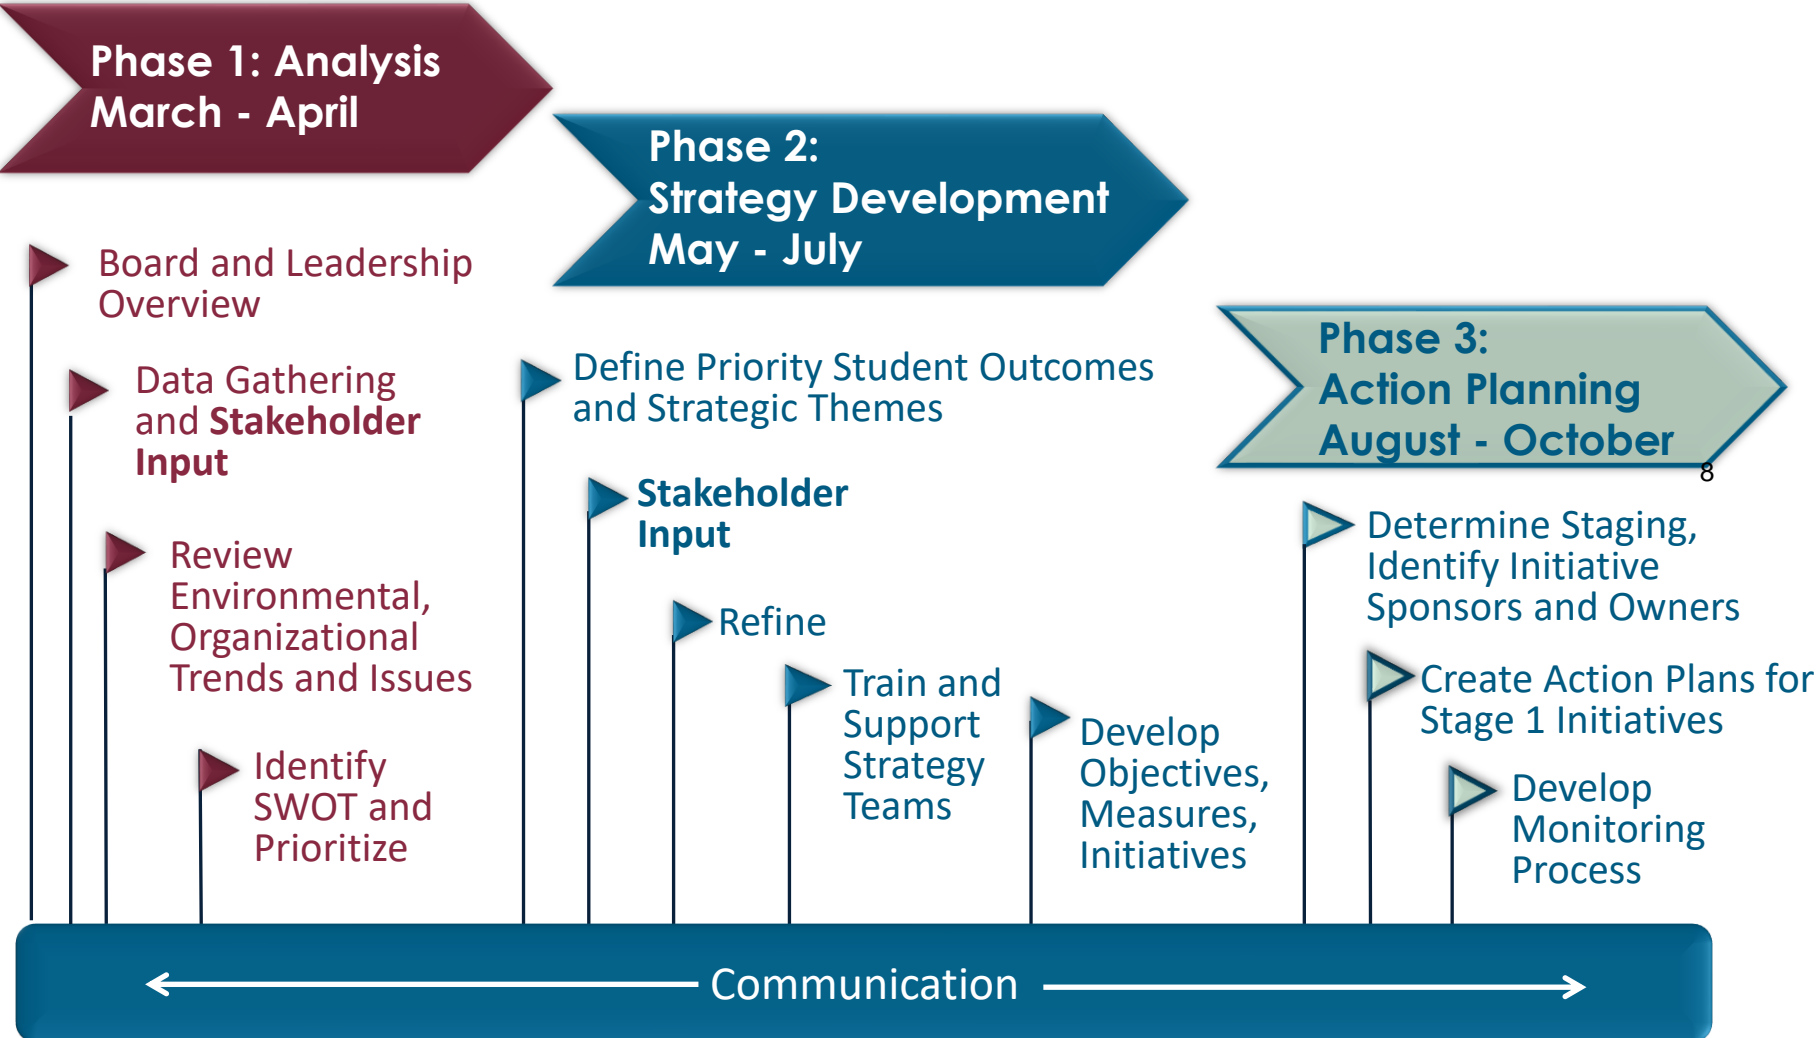 Phase 1: Analysis
March - April
Board and Leadership
Overview
Data Gathering
and Stakeholder
Input
Review
Environmental,
Organizational
Trends and Issues
Identify
SWOT and
Prioritize
Phase 2:
Strategy Development
May - July
Define Priority Student Outcomes
and Strategic Themes
Stakeholder
Input
Refine
Train and
Support
Strategy
Teams
Develop
Objectives,
Measures,
Initiatives
Phase 3:
Action Planning
August - October
8
Determine Staging,
Identify Initiative
Sponsors and Owners
Create Action Plans for
Stage 1 Initiatives
Develop
Monitoring
Process
Communication